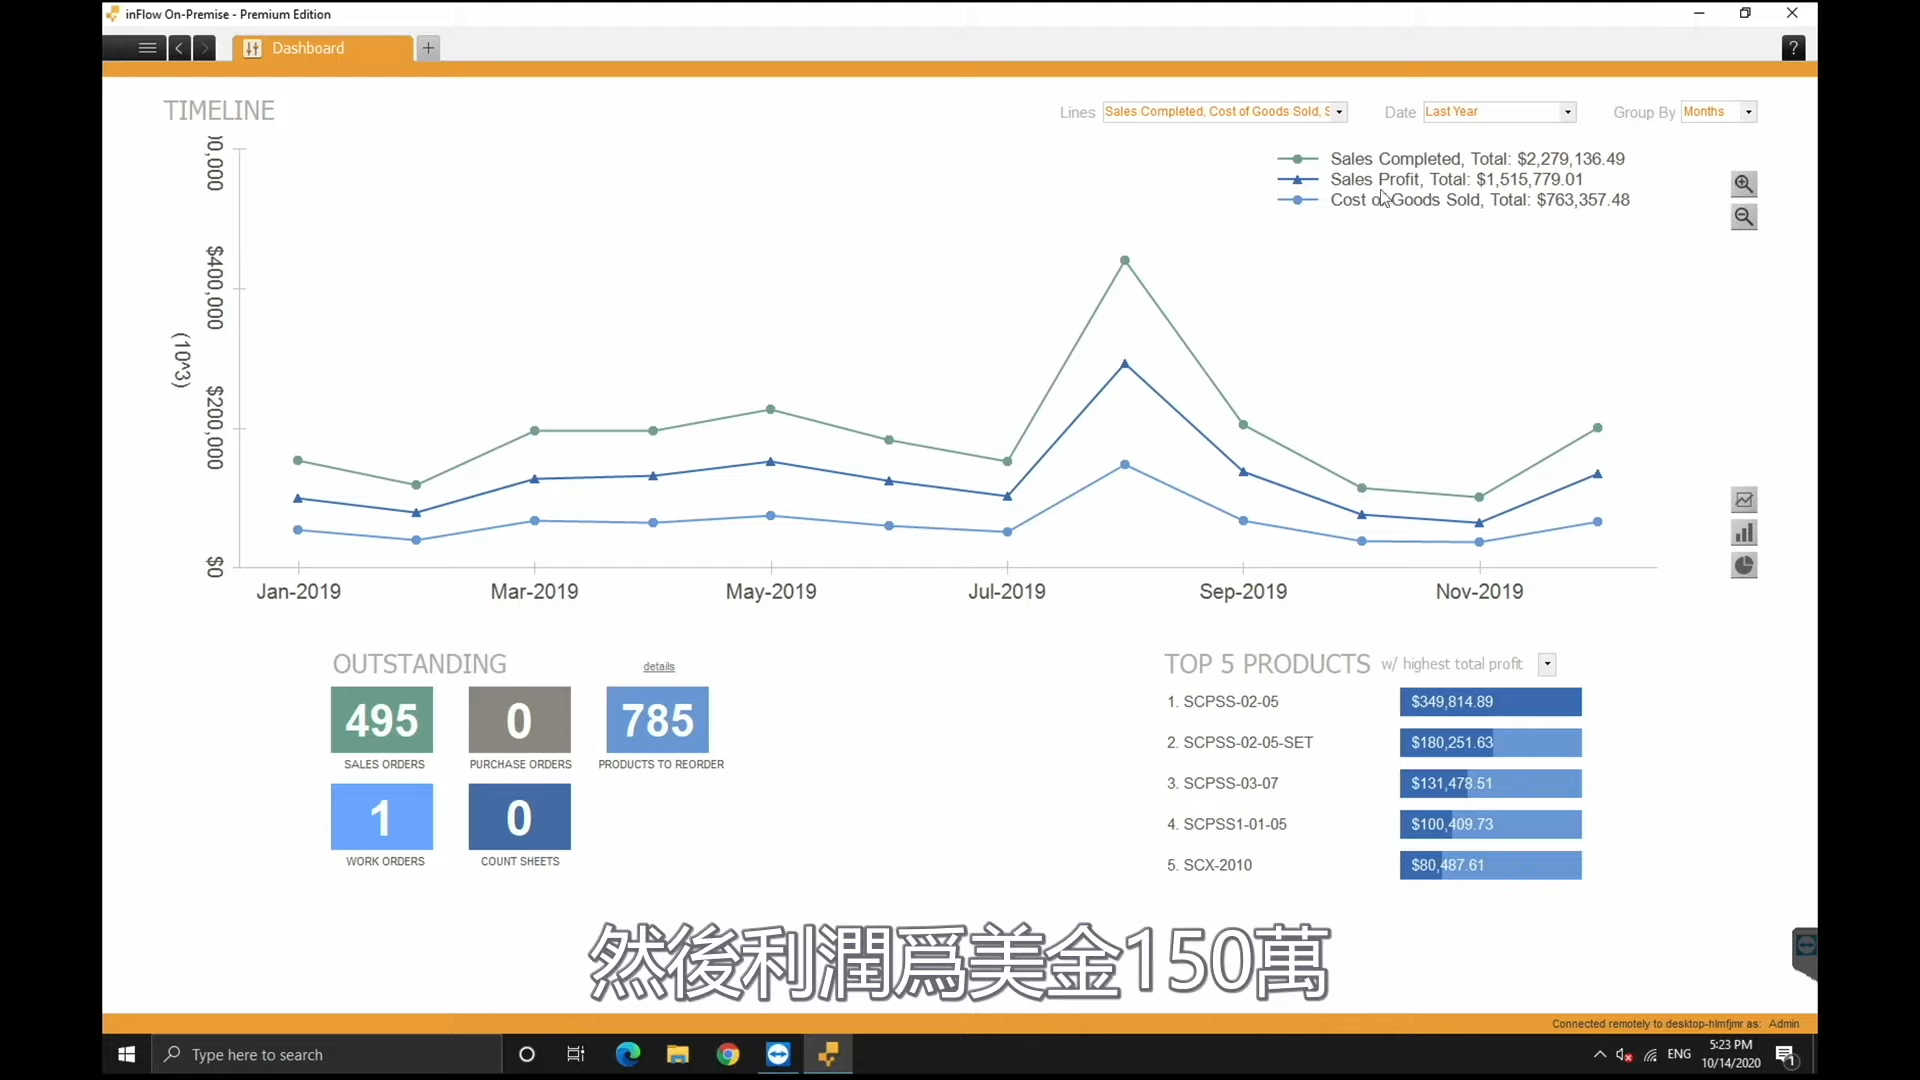 inFlow On-Premise - Premium Edition
Dashboard
+
?
TIMELINE
Lines
Sales Completed, Cost of Goods Sold, S
Date
Last Year
Group By
Months
Sales Completed, Total: $2,279,136.49
Sales Profit, Total: $1,515,779.01
Cost of Goods Sold, Total: $763,357.48
0,000
$400,000
$200,000
$0
(10^3)
Jan-2019
Mar-2019
May-2019
Jul-2019
Sep-2019
Nov-2019
OUTSTANDING
details
495
SALES ORDERS
0
PURCHASE ORDERS
785
PRODUCTS TO REORDER
1
WORK ORDERS
0
COUNT SHEETS
TOP 5 PRODUCTS w/ highest total profit
1. SCPSS-02-05 $349,814.89
2. SCPSS-02-05-SET $180,251.63
3. SCPSS-03-07 $131,478.51
4. SCPSS1-01-05 $100,409.73
5. SCX-2010 $80,487.61
然後利潤爲美金150萬
Connected remotely to desktop-hlmfjmr as: Admin
Type here to search
ENG
5:23 PM
10/14/2020
1